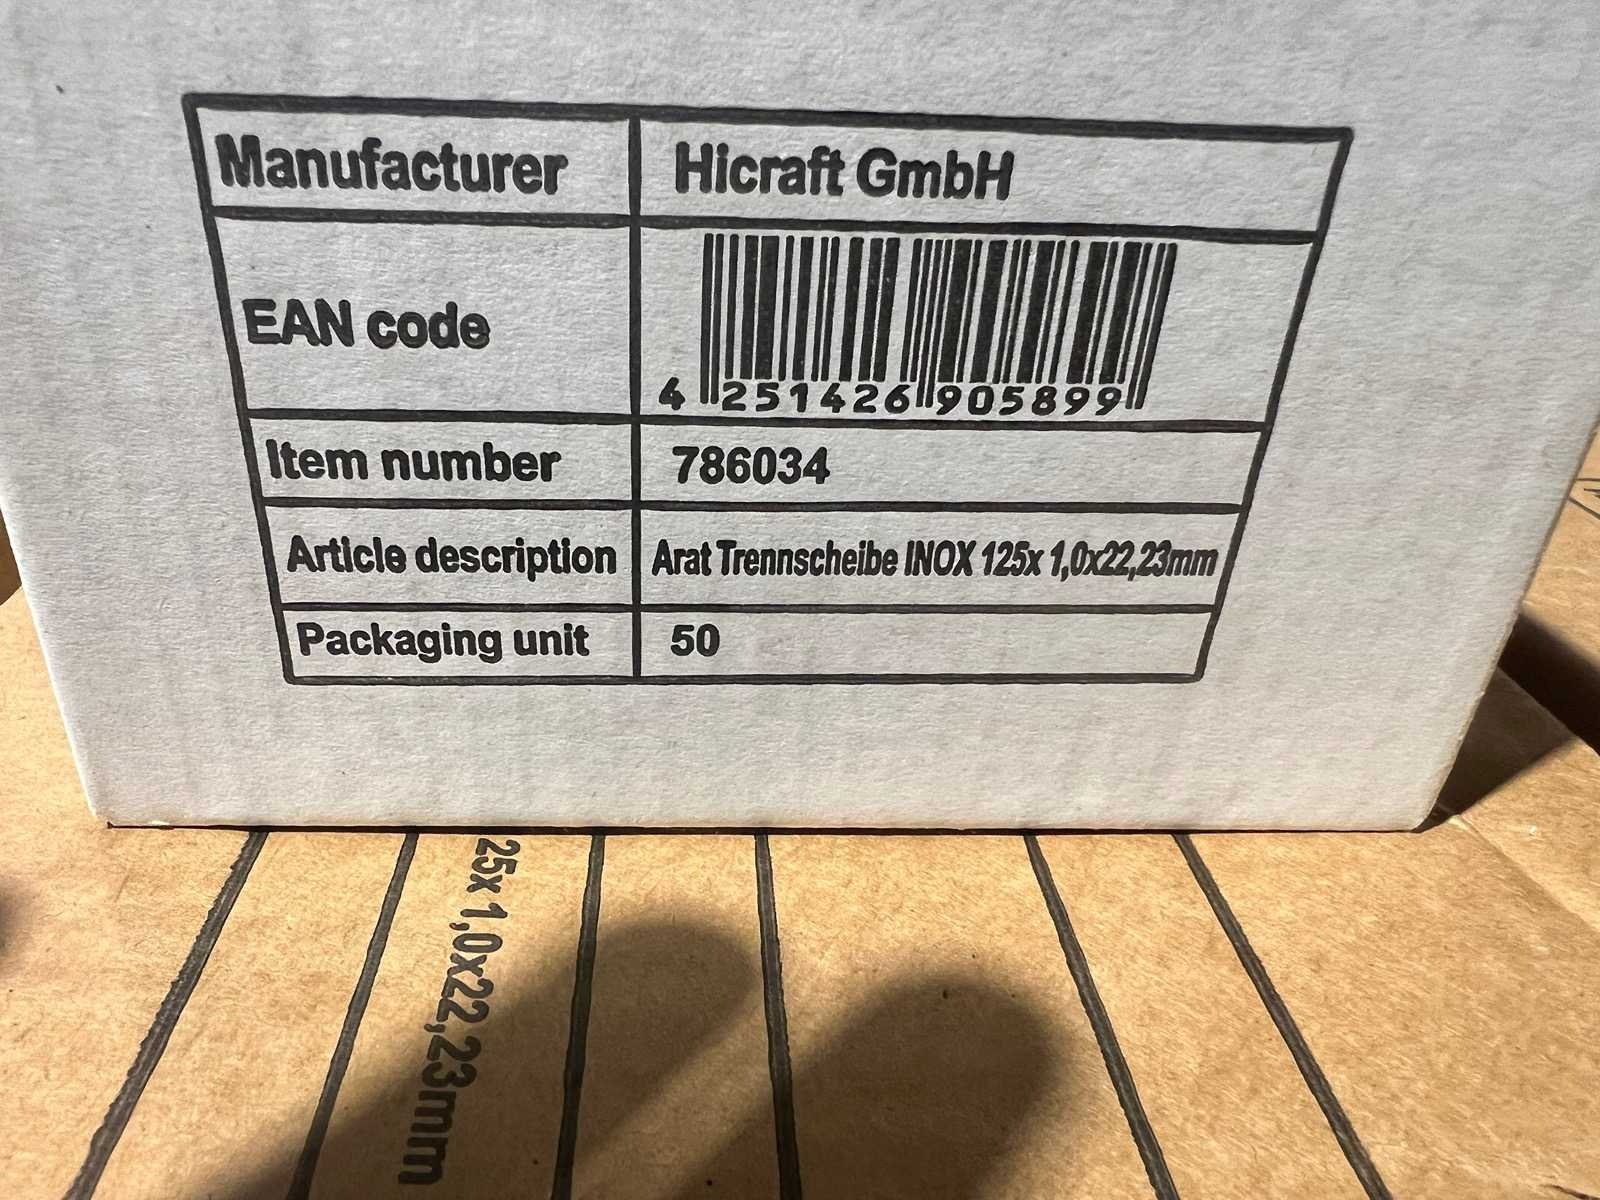 Manufacturer Hicraft GmbH
EAN code
4 251426 905899
Item number 786034
Article description Arat Trennscheibe INOX 125x 1,0x22,23mm
Packaging unit 50
25x 1,0x22,23mm